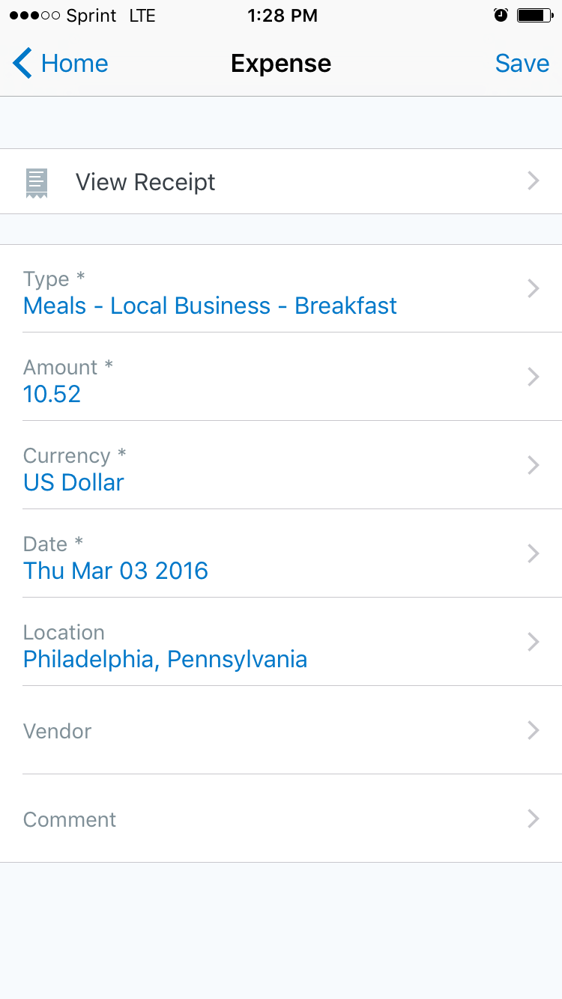 Sprint LTE 1:28 PM
Home Expense Save
View Receipt
Type *
Meals - Local Business - Breakfast
Amount *
10.52
Currency *
US Dollar
Date *
Thu Mar 03 2016
Location
Philadelphia, Pennsylvania
Vendor
Comment